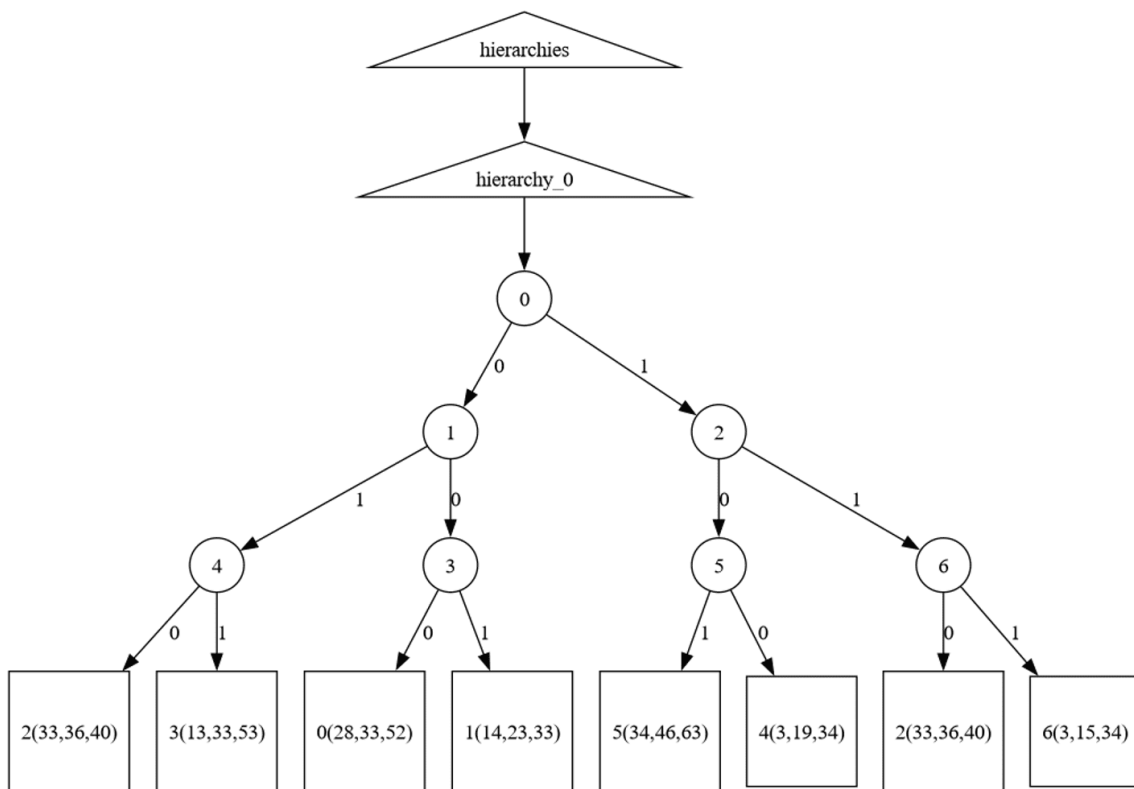 hierarchies
hierarchy_0
0
0 1
1 2
1 0 0 1
4 3 5 6
0 1 0 1 1 0 0 1
2(33,36,40) 3(13,33,53) 0(28,33,52) 1(14,23,33) 5(34,46,63) 4(3,19,34) 2(33,36,40) 6(3,15,34)